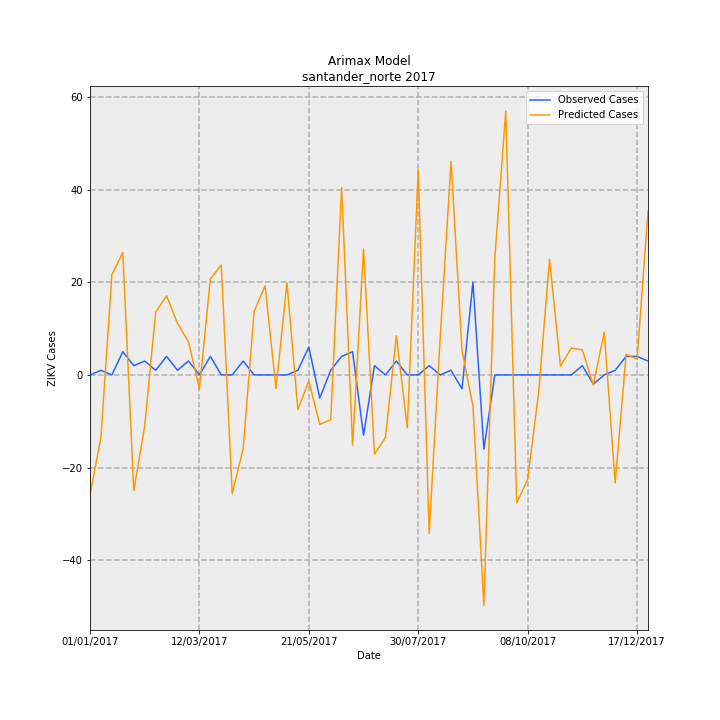 Arimax Model
santander_norte 2017
Observed Cases
Predicted Cases
60
40
20
0
−20
−40
ZIKV Cases
01/01/2017 12/03/2017 21/05/2017 30/07/2017 08/10/2017 17/12/2017
Date